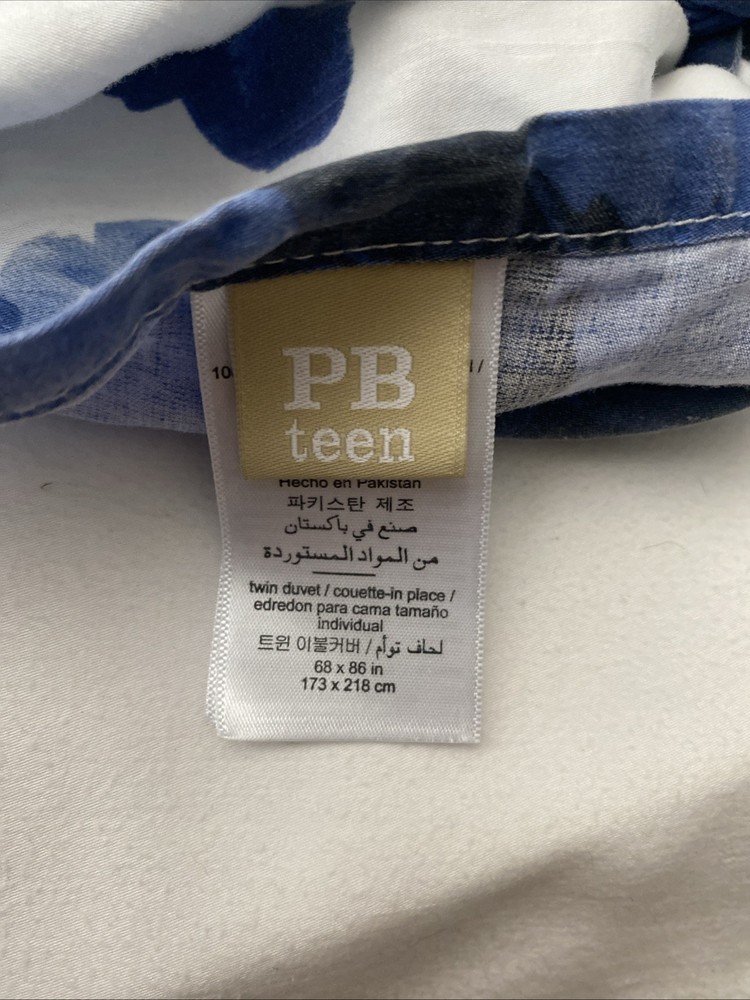 PB
teen
10
Hecho en Pakistan
파키스탄 제조
صنع في باكستان
من المواد المستوردة
twin duvet / couette-in place /
edredon para cama tamaño
individual
트윈 이불커버 / لحاف توأم
68 x 86 in
173 x 218 cm